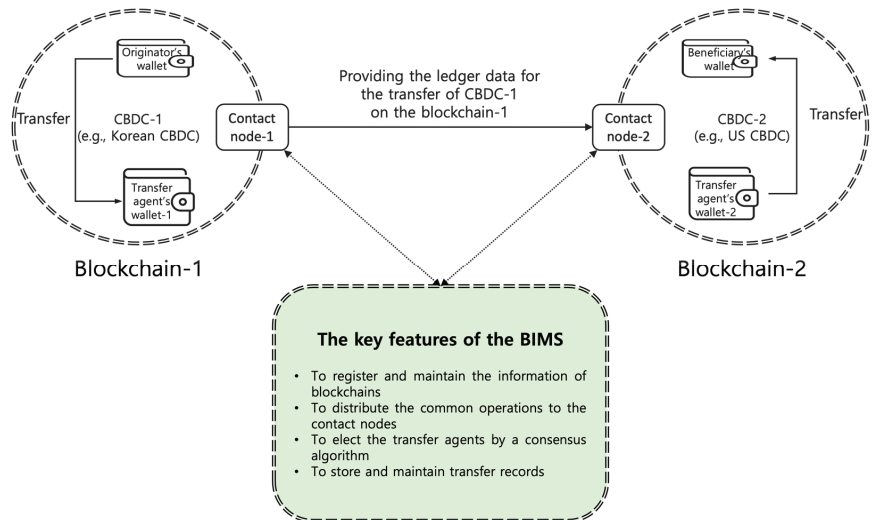 Originator's
wallet
Transfer
CBDC-1
(e.g., Korean CBDC)
Transfer
agent's
wallet-1
Contact
node-1
Blockchain-1
Providing the ledger data for
the transfer of CBDC-1
on the blockchain-1
Contact
node-2
Beneficiary's
wallet
CBDC-2
(e.g., US CBDC)
Transfer
Transfer
agent's
wallet-2
Blockchain-2
The key features of the BIMS
• To register and maintain the information of
blockchains
• To distribute the common operations to the
contact nodes
• To elect the transfer agents by a consensus
algorithm
• To store and maintain transfer records